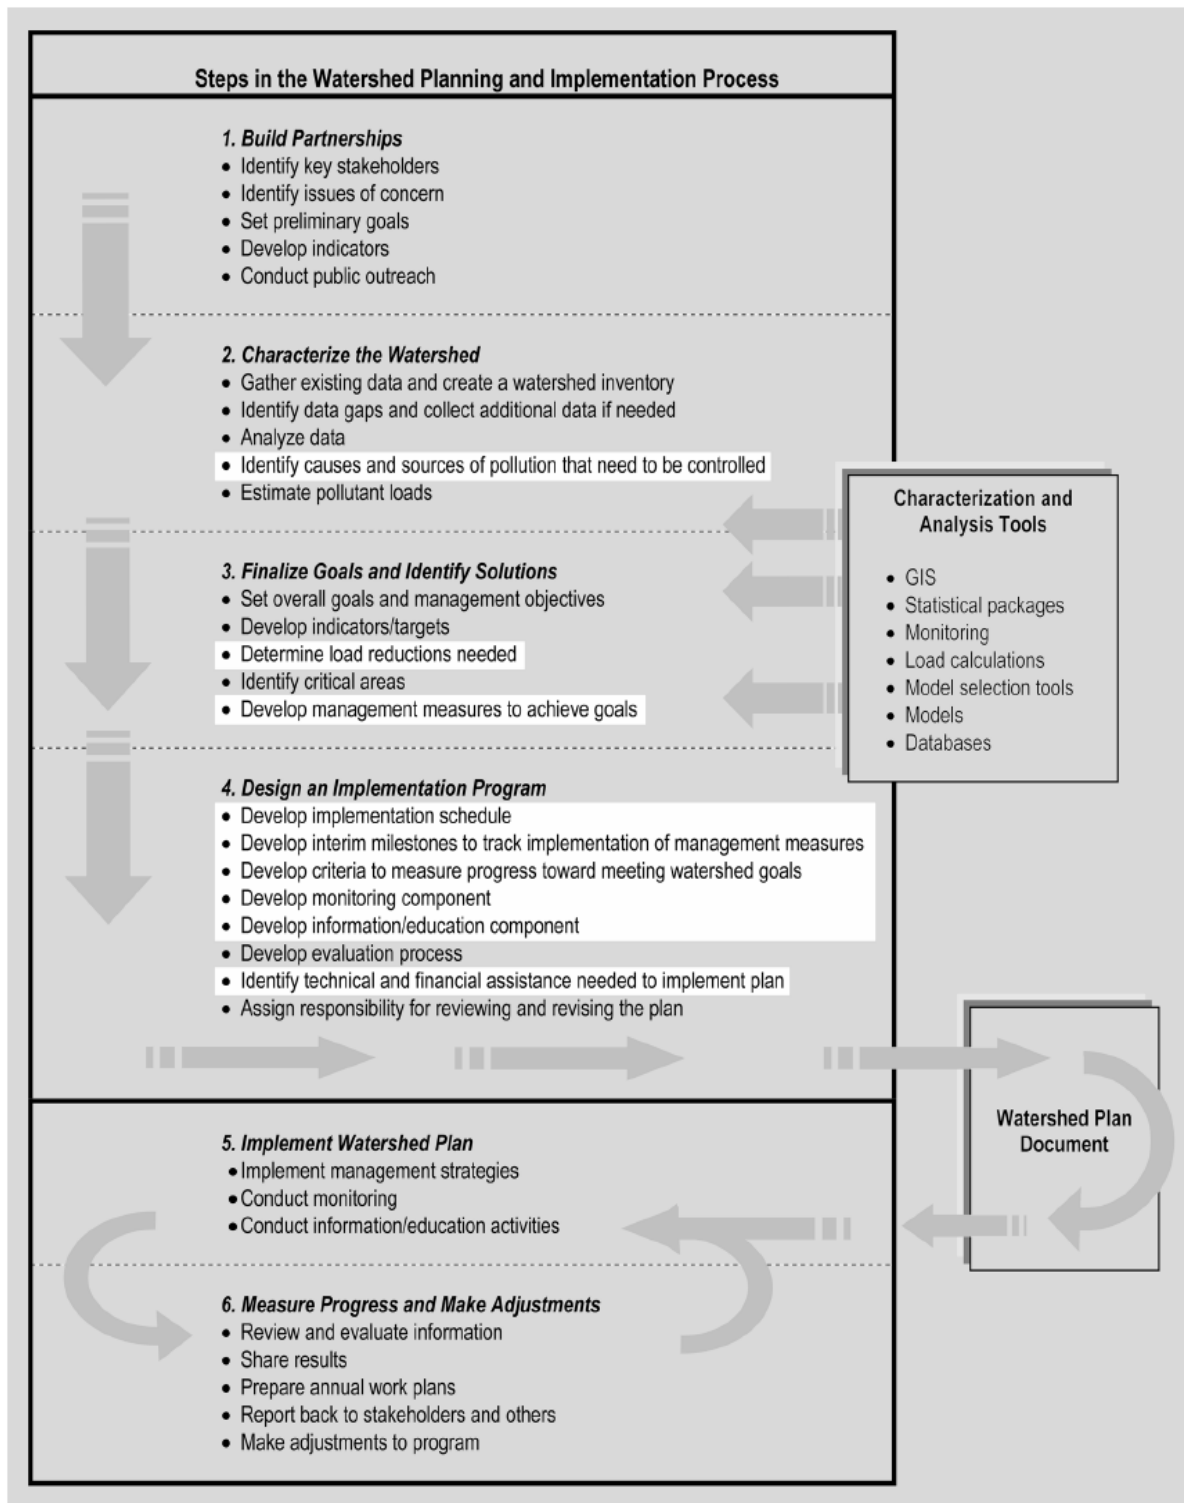 Steps in the Watershed Planning and Implementation Process
1. Build Partnerships
• Identify key stakeholders
• Identify issues of concern
• Set preliminary goals
• Develop indicators
• Conduct public outreach
2. Characterize the Watershed
• Gather existing data and create a watershed inventory
• Identify data gaps and collect additional data if needed
• Analyze data
• Identify causes and sources of pollution that need to be controlled
• Estimate pollutant loads
3. Finalize Goals and Identify Solutions
• Set overall goals and management objectives
• Develop indicators/targets
• Determine load reductions needed
• Identify critical areas
• Develop management measures to achieve goals
Characterization and
Analysis Tools
• GIS
• Statistical packages
• Monitoring
• Load calculations
• Model selection tools
• Models
• Databases
4. Design an Implementation Program
• Develop implementation schedule
• Develop interim milestones to track implementation of management measures
• Develop criteria to measure progress toward meeting watershed goals
• Develop monitoring component
• Develop information/education component
• Develop evaluation process
• Identify technical and financial assistance needed to implement plan
• Assign responsibility for reviewing and revising the plan
Watershed Plan
Document
5. Implement Watershed Plan
• Implement management strategies
• Conduct monitoring
• Conduct information/education activities
6. Measure Progress and Make Adjustments
• Review and evaluate information
• Share results
• Prepare annual work plans
• Report back to stakeholders and others
• Make adjustments to program